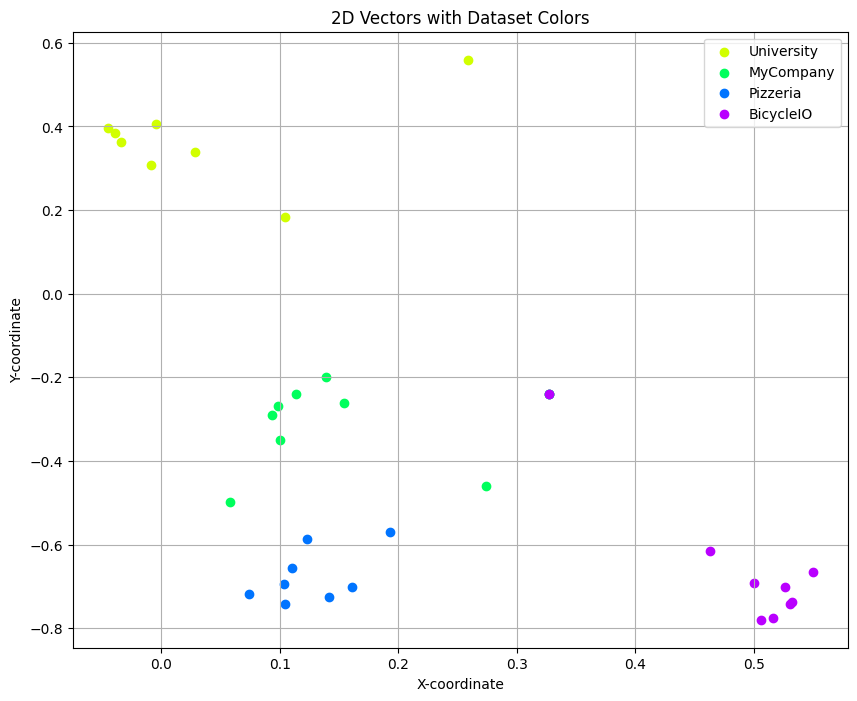 2D Vectors with Dataset Colors
University
MyCompany
Pizzeria
BicycleIO
0.6
0.4
0.2
0.0
−0.2
−0.4
−0.6
−0.8
Y-coordinate
0.0 0.1 0.2 0.3 0.4 0.5
X-coordinate